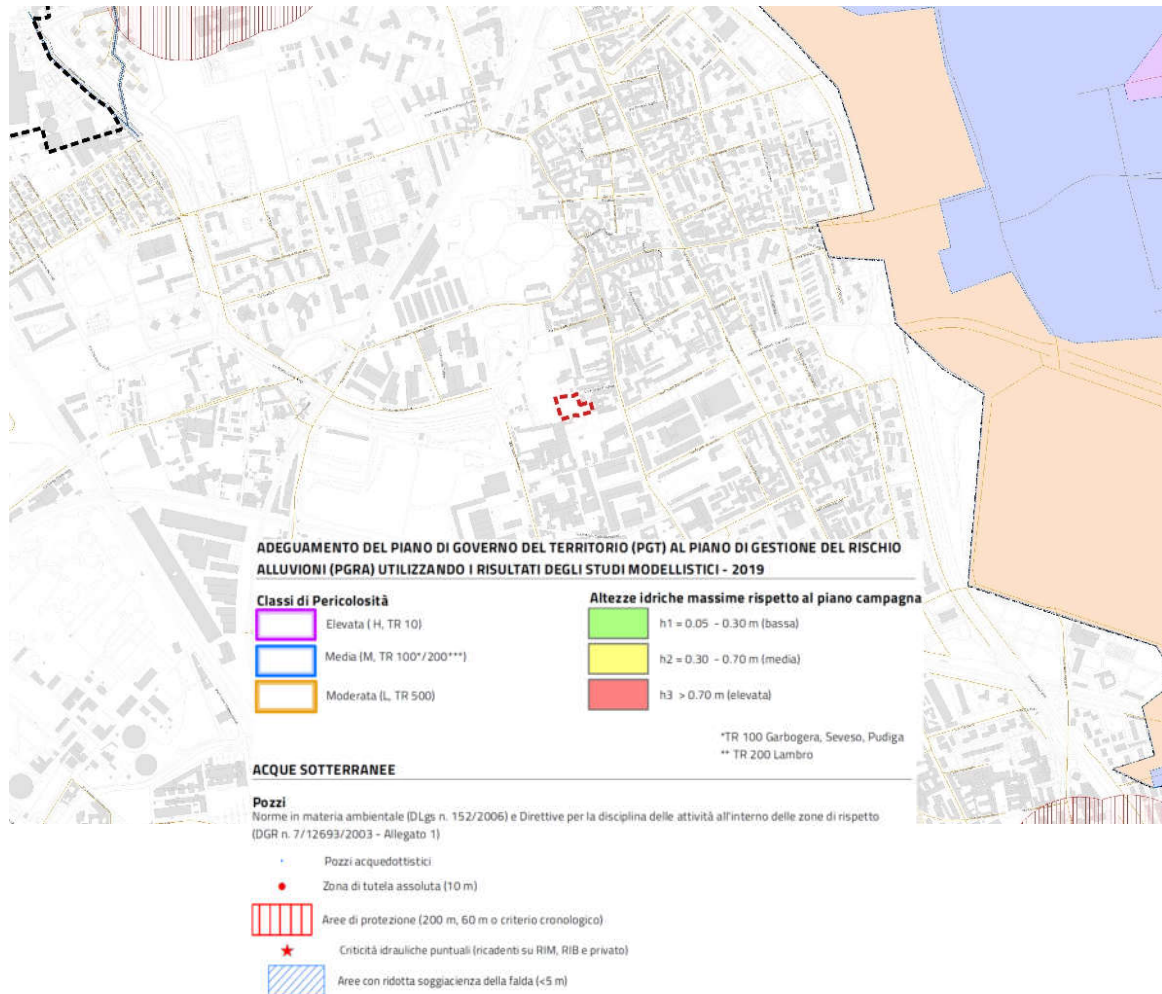 ADEGUAMENTO DEL PIANO DI GOVERNO DEL TERRITORIO (PGT) AL PIANO DI GESTIONE DEL RISCHIO
ALLUVIONI (PGRA) UTILIZZANDO I RISULTATI DEGLI STUDI MODELLISTICI - 2019
Classi di Pericolosità
Elevata ( H, TR 10)
Media (M, TR 100*/200***)
Moderata (L, TR 500)
Altezze idriche massime rispetto al piano campagna
h1 = 0.05 - 0.30 m (bassa)
h2 = 0.30 - 0.70 m (media)
h3 > 0.70 m (elevata)
*TR 100 Garbogera, Seveso, Pudiga
** TR 200 Lambro
ACQUE SOTTERRANEE
Pozzi
Norme in materia ambientale (DLgs n. 152/2006) e Direttive per la disciplina delle attività all'interno delle zone di rispetto
(DGR n. 7/12693/2003 - Allegato 1)
Pozzi acquedottistici
Zona di tutela assoluta (10 m)
Aree di protezione (200 m, 60 m o criterio cronologico)
Criticità idrauliche puntuali (ricadenti su RIM, RIB e privato)
Aree con ridotta soggiacenza della falda (<5 m)